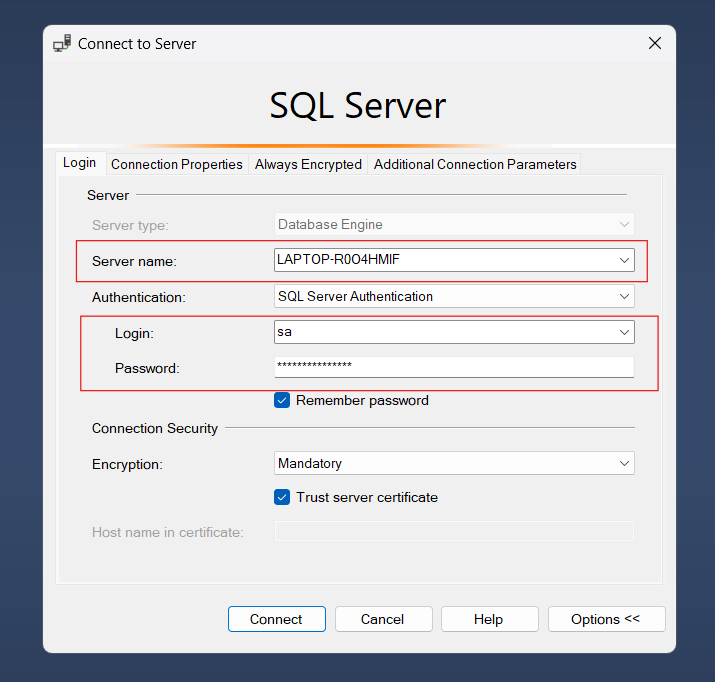 Connect to Server
SQL Server
Login Connection Properties Always Encrypted Additional Connection Parameters
Server
Server type: Database Engine
Server name: LAPTOP-R0O4HMIF
Authentication: SQL Server Authentication
Login: sa
Password: ***************
Remember password
Connection Security
Encryption: Mandatory
Trust server certificate
Host name in certificate:
Connect Cancel Help Options <<